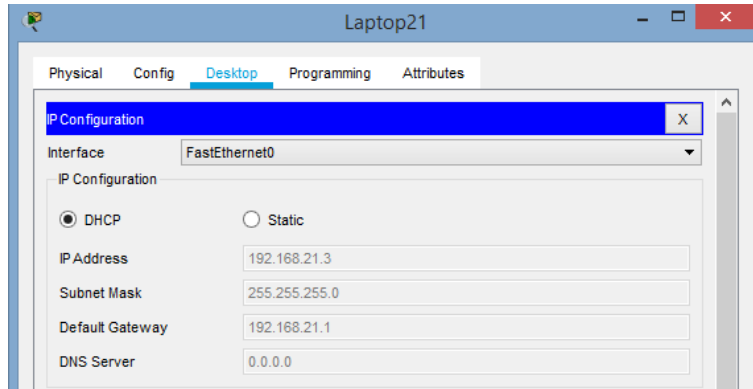 Laptop21
Physical Config Desktop Programming Attributes
IP Configuration X
Interface FastEthernet0
IP Configuration
DHCP Static
IP Address 192.168.21.3
Subnet Mask 255.255.255.0
Default Gateway 192.168.21.1
DNS Server 0.0.0.0